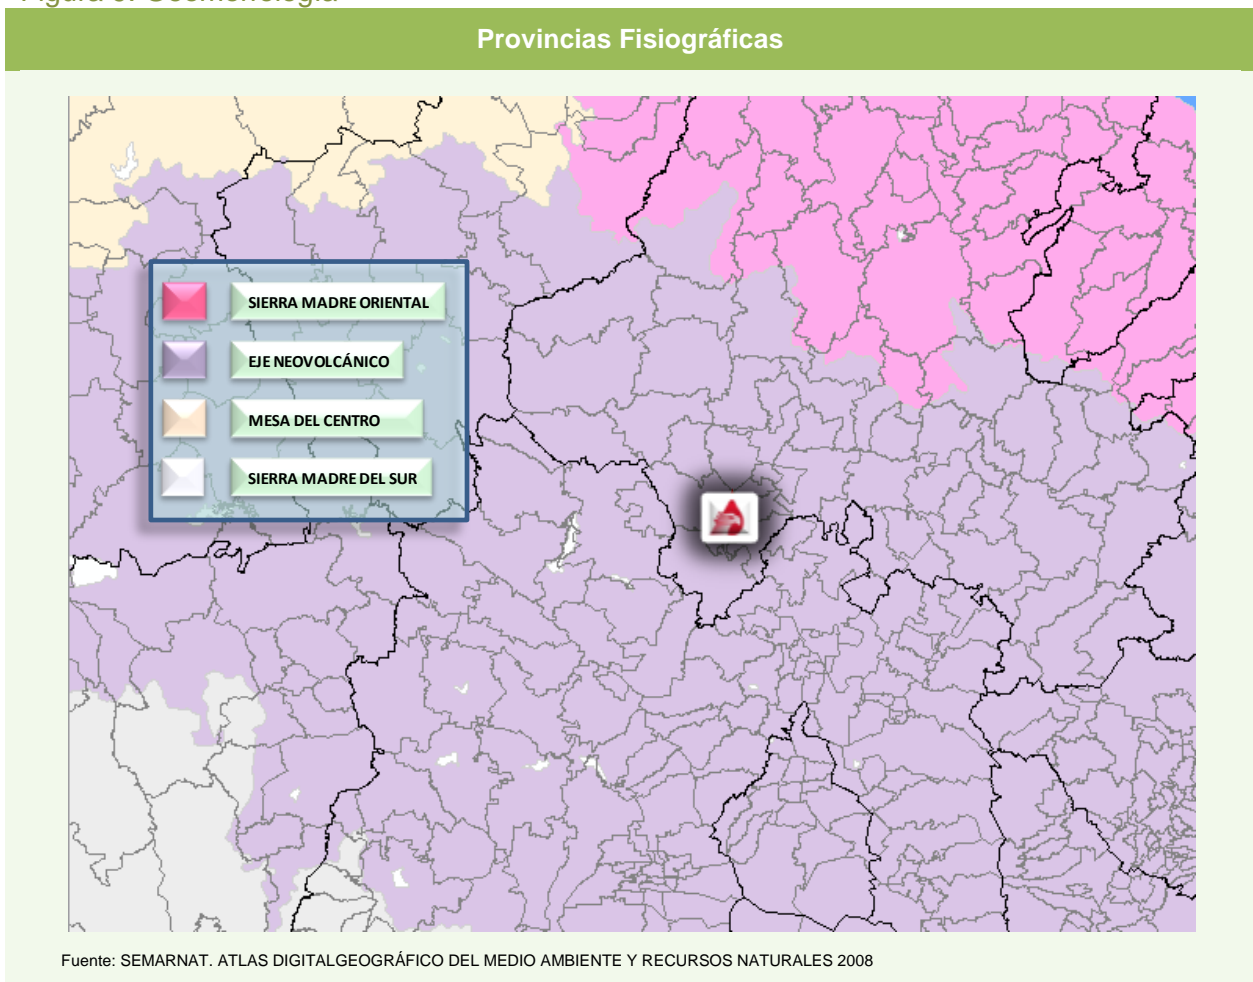 Provincias Fisiográficas
SIERRA MADRE ORIENTAL
EJE NEOVOLCÁNICO
MESA DEL CENTRO
SIERRA MADRE DEL SUR
Fuente: SEMARNAT. ATLAS DIGITALGEOGRÁFICO DEL MEDIO AMBIENTE Y RECURSOS NATURALES 2008